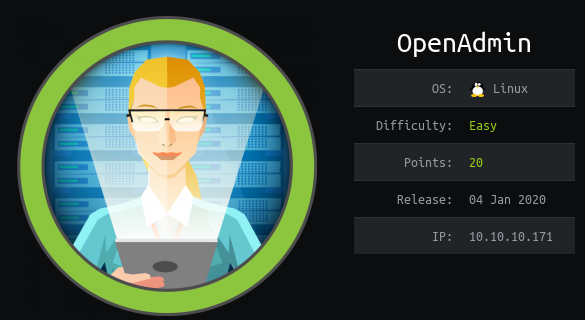 OpenAdmin
OS: Linux
Difficulty: Easy
Points: 20
Release: 04 Jan 2020
IP: 10.10.10.171